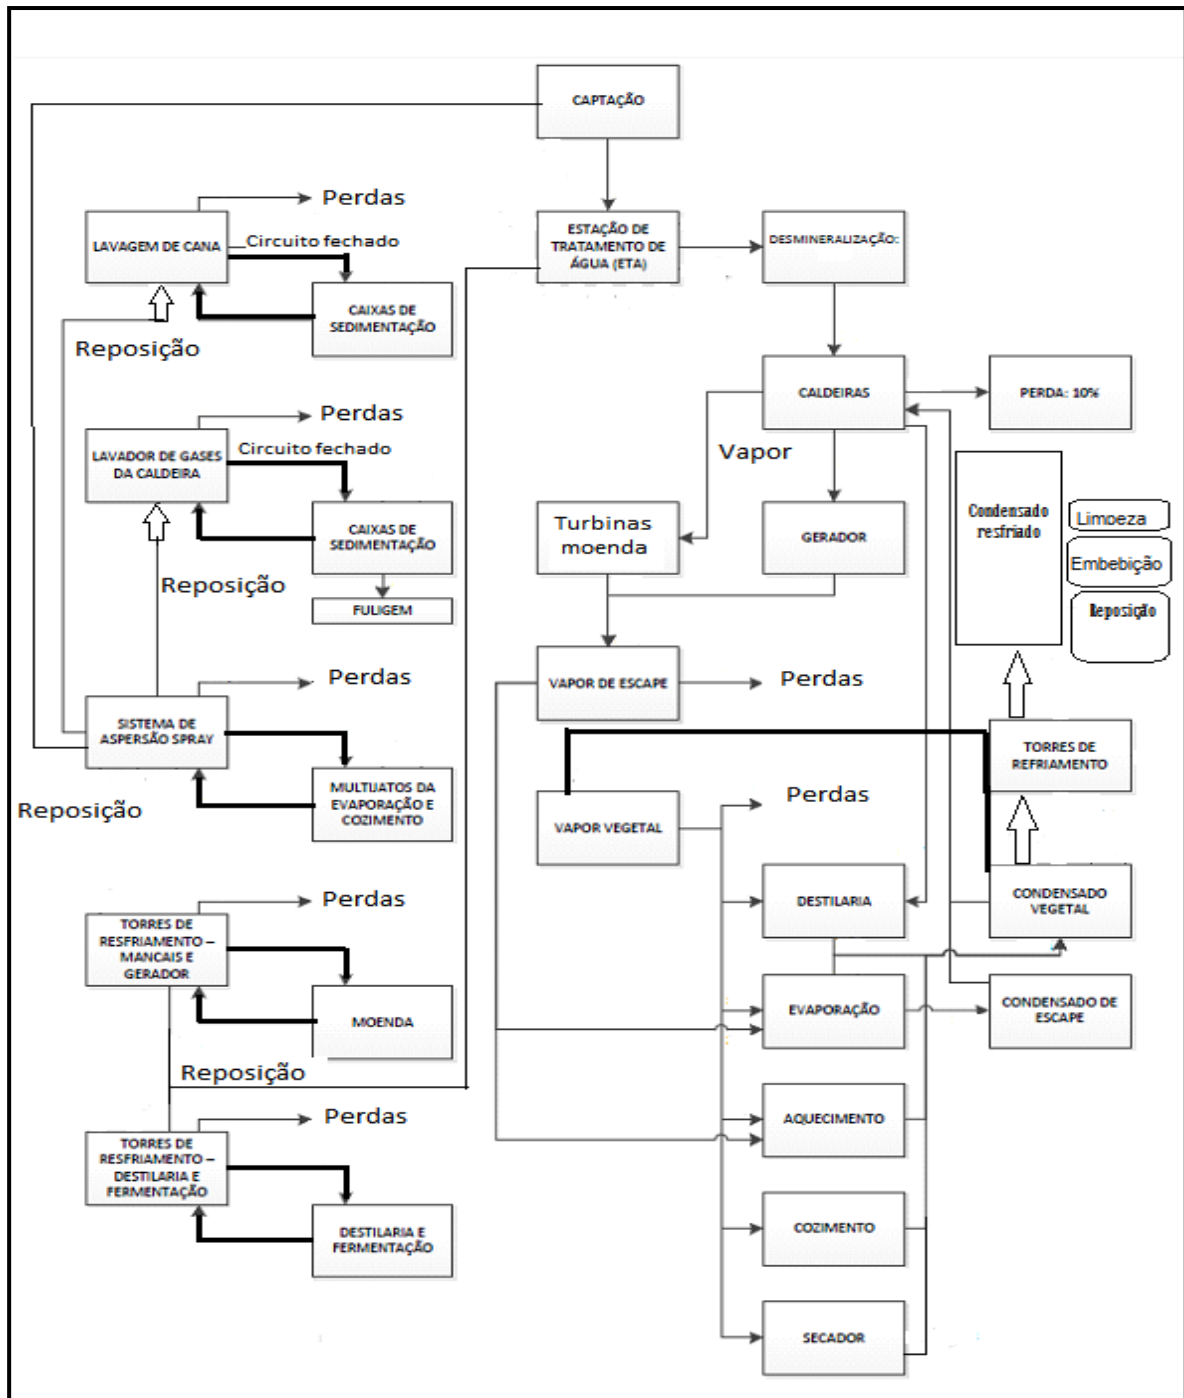 CAPTAÇÃO
Perdas
LAVAGEM DE CANA
Circuito fechado
CAIXAS DE
SEDIMENTAÇÃO
Reposição
ESTAÇÃO DE
TRATAMENTO DE
ÁGUA (ETA)
DESMINERALIZAÇÃO:
CALDEIRAS
PERDA: 10%
Vapor
Perdas
LAVADOR DE GASES
DA CALDEIRA
Circuito fechado
CAIXAS DE
SEDIMENTAÇÃO
FULIGEM
Reposição
Turbinas
moenda
GERADOR
Condensado
resfriado
Limoeza
Embebição
Reposição
Perdas
SISTEMA DE
ASPERSÃO SPRAY
MULTIJATOS DA
EVAPORAÇÃO E
COZIMENTO
Reposição
VAPOR DE ESCAPE
Perdas
TORRES DE
REFRIAMENTO
VAPOR VEGETAL
Perdas
DESTILARIA
CONDENSADO
VEGETAL
EVAPORAÇÃO
CONDENSADO DE
ESCAPE
AQUECIMENTO
COZIMENTO
SECADOR
Perdas
TORRES DE
RESFRIAMENTO –
MANCAIS E
GERADOR
MOENDA
Reposição
Perdas
TORRES DE
RESFRIAMENTO –
DESTILARIA E
FERMENTAÇÃO
DESTILARIA E
FERMENTAÇÃO